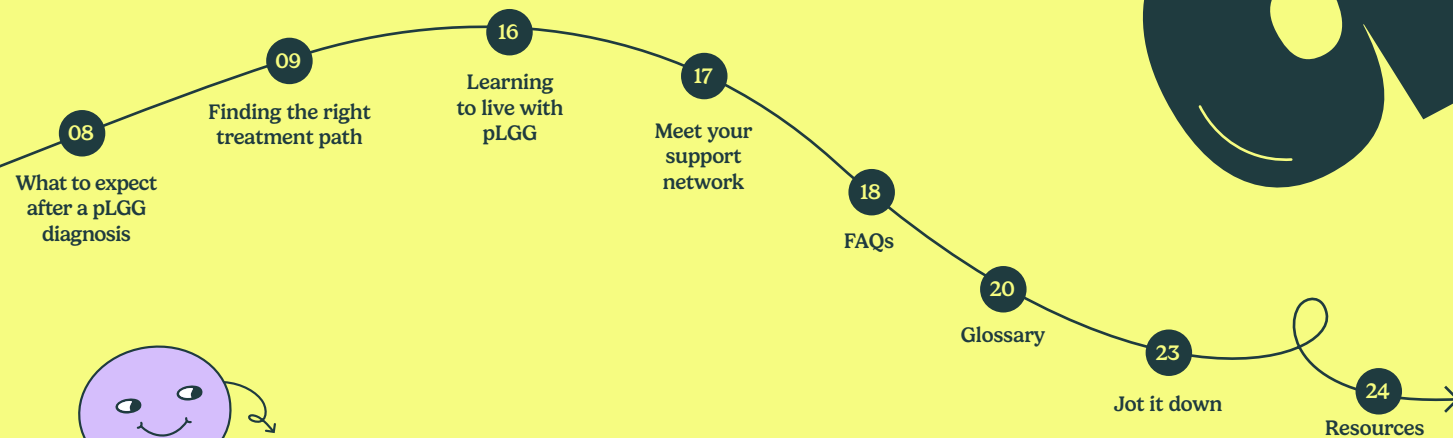 08
What to expect
after a pLGG
diagnosis
09
Finding the right
treatment path
16
Learning
to live with
pLGG
17
Meet your
support
network
18
FAQs
20
Glossary
23
Jot it down
24
Resources